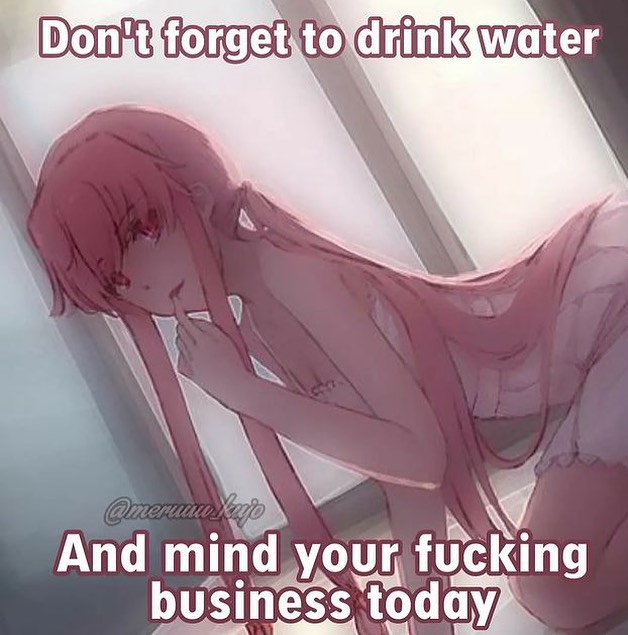 Don't forget to drink water
@meruuu_kujo
And mind your fucking
business today